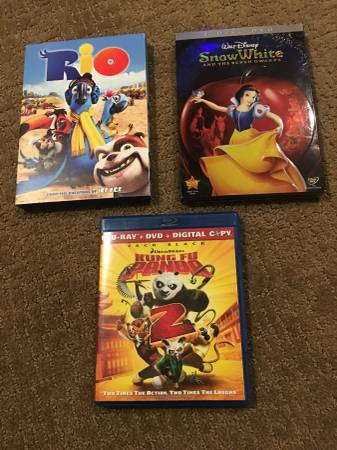 RIO
FROM THE CREATORS OF ICE AGE
WALT DISNEY
SNOW WHITE
AND THE SEVEN DWARFS
DVD
BLU-RAY + DVD + DIGITAL COPY
JACK BLACK
DREAMWORKS
KUNG FU
PANDA
2
TWO TIMES THE ACTION. TWO TIMES THE LAUGHS.